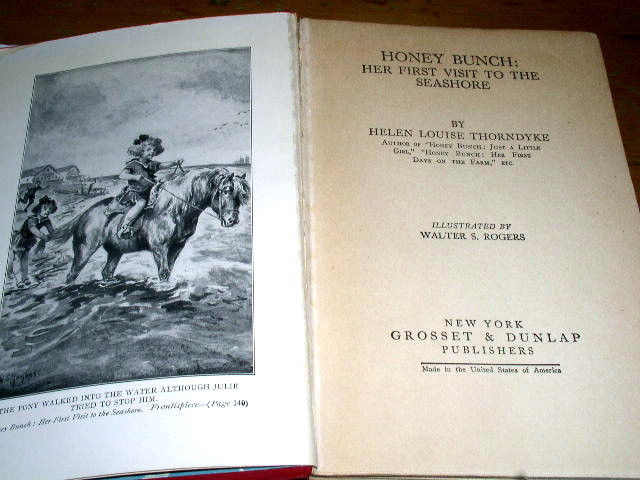 W.S. Rogers
THE PONY WALKED INTO THE WATER ALTHOUGH JULIE
TRIED TO STOP HIM.
Bunch: Her First Visit to the Seashore. Frontispiece—(Page 140)
HONEY BUNCH:
HER FIRST VISIT TO THE
SEASHORE
BY
HELEN LOUISE THORNDYKE
AUTHOR OF "HONEY BUNCH: JUST A LITTLE
GIRL," "HONEY BUNCH: HER FIRST
DAYS ON THE FARM," ETC.
ILLUSTRATED BY
WALTER S. ROGERS
NEW YORK
GROSSET & DUNLAP
PUBLISHERS
Made in the United States of America